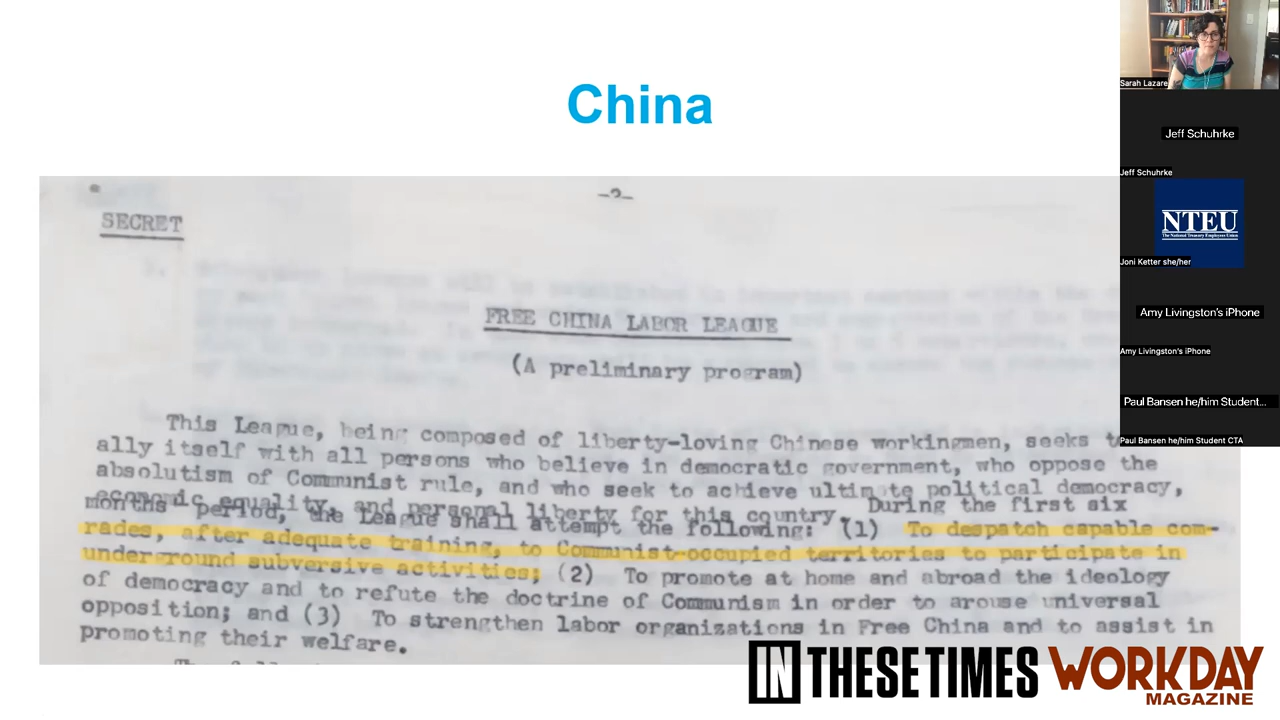 China
-2-
SECRET
FREE CHINA LABOR LEAGUE
(A preliminary program)
This League, being composed of liberty-loving Chinese workingmen, seeks
ally itself with all persons who believe in democratic government, who oppose the
absolutism of Communist rule, and who seek to achieve ultimate political democracy,
economic equality, and personal liberty for this country. During the first six
months' period, the League shall attempt the following: (1) To despatch capable com-
rades, after adequate training, to Communist-occupied territories to participate in
underground subversive activities; (2) To promote at home and abroad the ideology
of democracy and to refute the doctrine of Communism in order to arouse universal
opposition; and (3) To strengthen labor organizations in Free China and to assist in
promoting their welfare.
IN THESE TIMES WORKDAY
MAGAZINE
Sarah Lazare
Jeff Schuhrke
Jeff Schuhrke
NTEU
The National Treasury Employees Union
Joni Ketter she/her
Amy Livingston's iPhone
Amy Livingston's iPhone
Paul Bansen he/him Student...
Paul Bansen he/him Student CTA